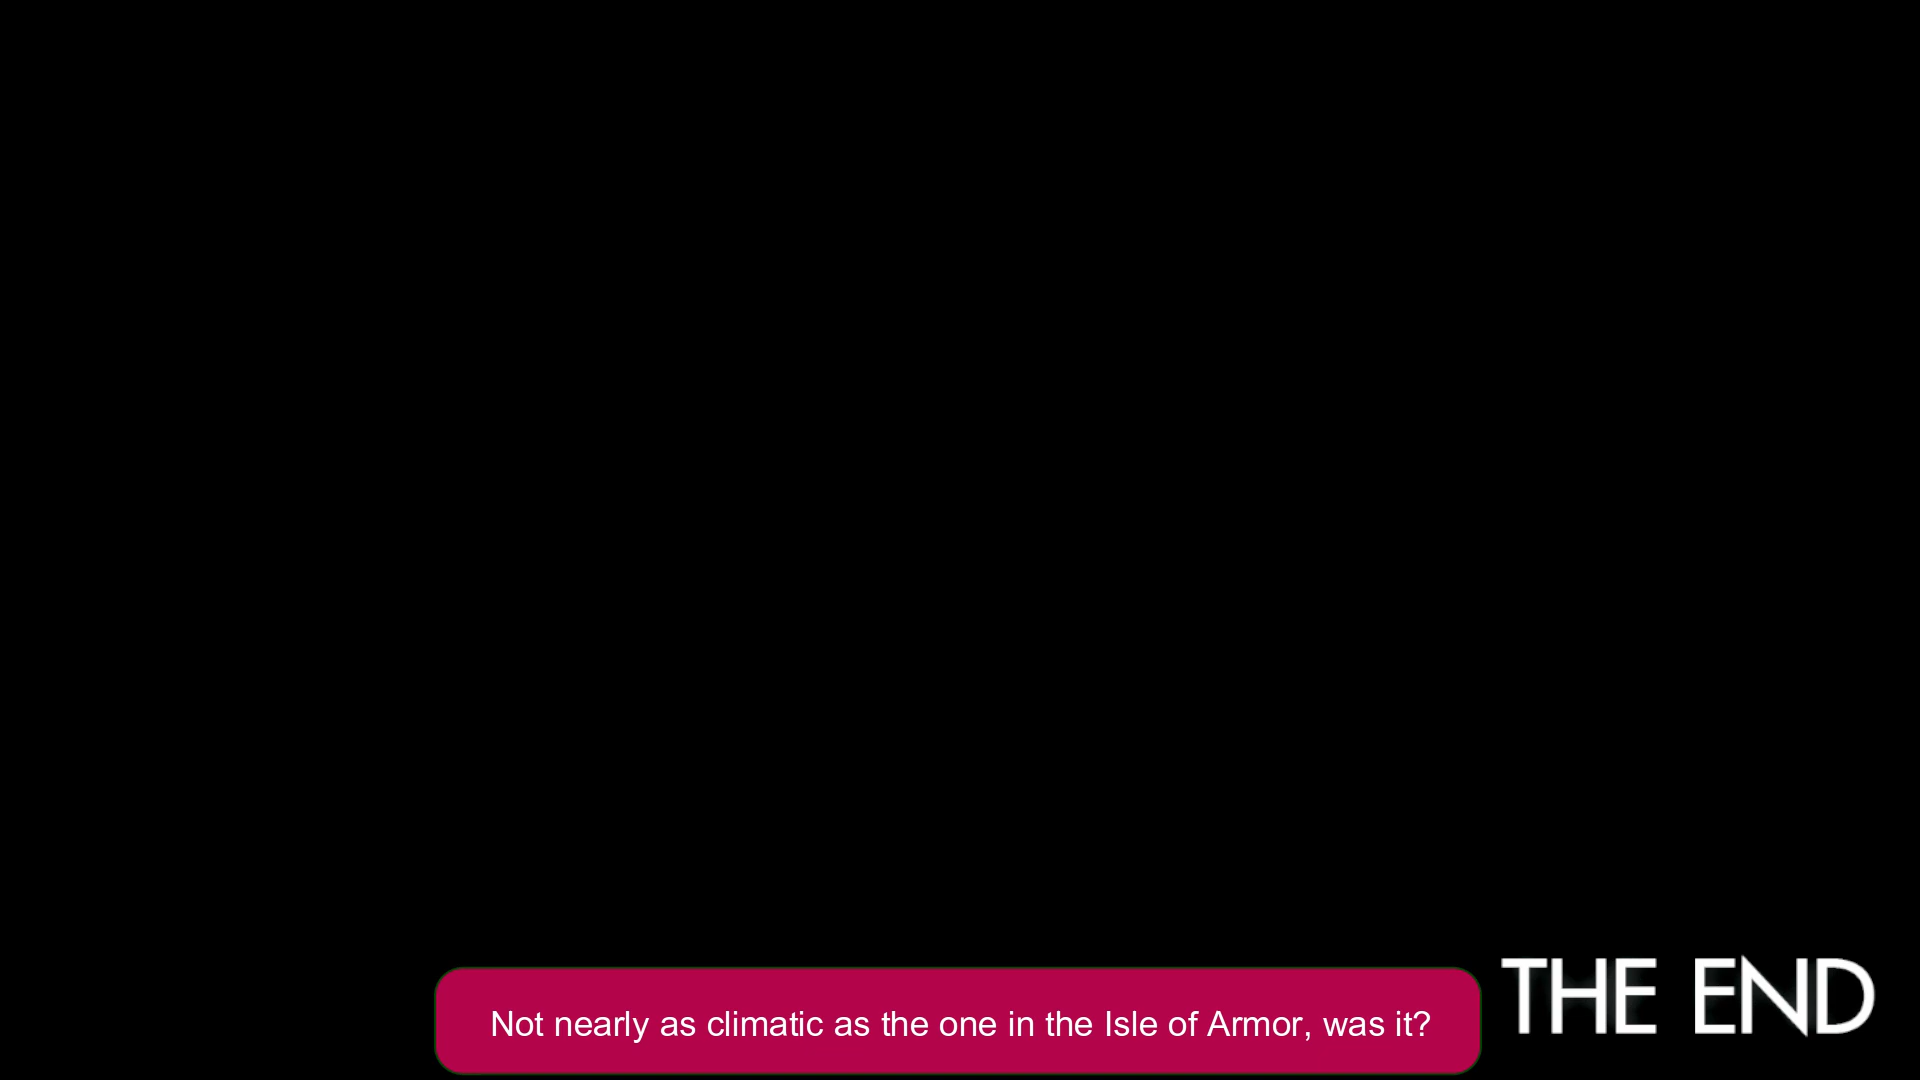 THE END
Not nearly as climatic as the one in the Isle of Armor, was it?